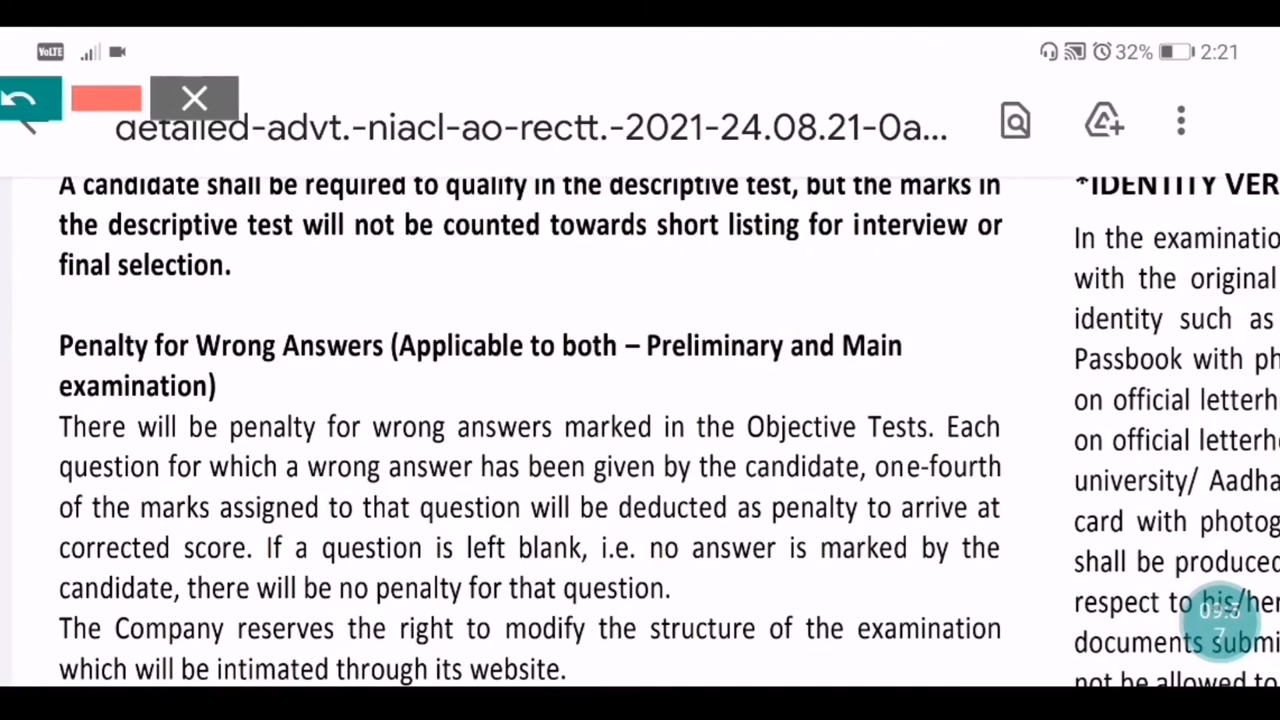 VoLTE 32% 2:21
detailed-advt.-niacl-ao-rectt.-2021-24.08.21-0a...
A candidate shall be required to qualify in the descriptive test, but the marks in
the descriptive test will not be counted towards short listing for interview or
final selection.
Penalty for Wrong Answers (Applicable to both – Preliminary and Main
examination)
There will be penalty for wrong answers marked in the Objective Tests. Each
question for which a wrong answer has been given by the candidate, one-fourth
of the marks assigned to that question will be deducted as penalty to arrive at
corrected score. If a question is left blank, i.e. no answer is marked by the
candidate, there will be no penalty for that question.
The Company reserves the right to modify the structure of the examination
which will be intimated through its website.
*IDENTITY VER
In the examinatio
with the original
identity such as
Passbook with ph
on official letterh
on official letterh
university/ Aadha
card with photog
shall be produced
respect to his/her
documents submi
not be allowed to